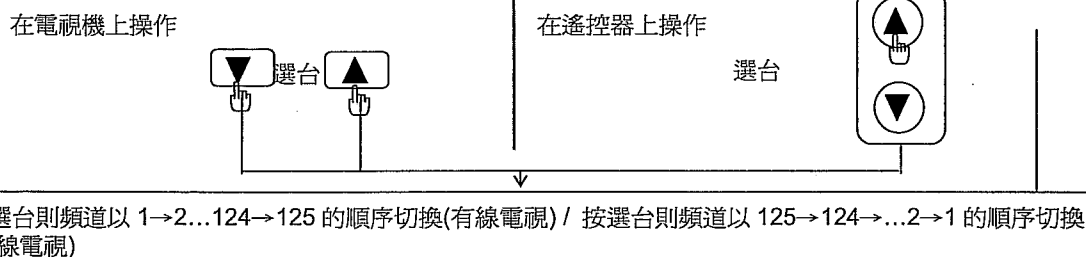 在電視機上操作
在遙控器上操作
選台
選台
選台則頻道以 1→2…124→125 的順序切換(有線電視) / 按選台則頻道以 125→124→…2→1 的順序切換
線電視)